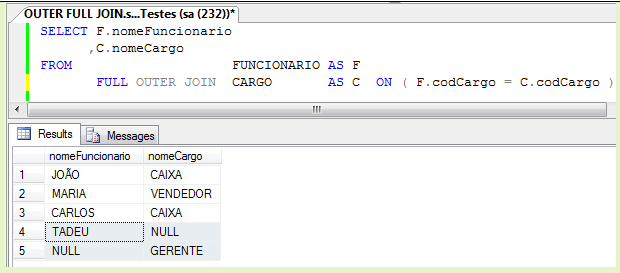 OUTER FULL JOIN.s...Testes (sa (232))*
SELECT F.nomeFuncionario
,C.nomeCargo
FROM FUNCIONARIO AS F
FULL OUTER JOIN CARGO AS C ON ( F.codCargo = C.codCargo )
Results Messages
nomeFuncionario nomeCargo
1 JOÃO CAIXA
2 MARIA VENDEDOR
3 CARLOS CAIXA
4 TADEU NULL
5 NULL GERENTE